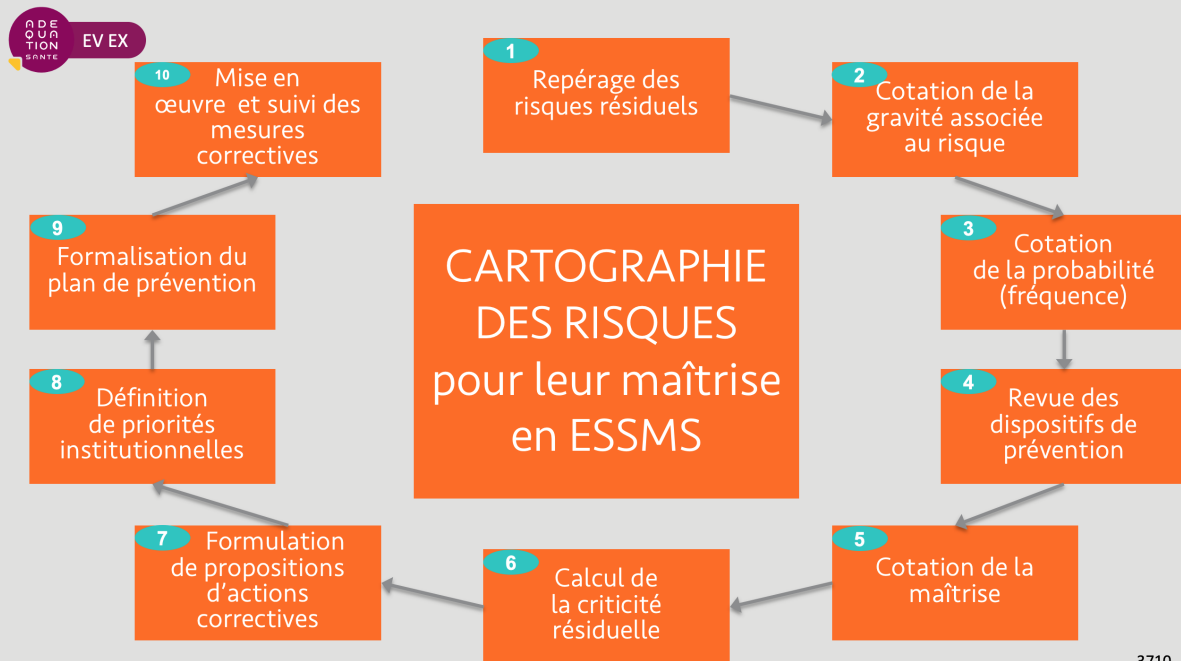 ADE
QUA
TION
SANTE
EV EX
1
Repérage des
risques résiduels
2
Cotation de la
gravité associée
au risque
3
Cotation
de la probabilité
(fréquence)
4
Revue des
dispositifs de
prévention
5
Cotation de la
maîtrise
6
Calcul de
la criticité
résiduelle
7
Formulation
de propositions
d’actions
correctives
8
Définition
de priorités
institutionnelles
9
Formalisation du
plan de prévention
10
Mise en
œuvre et suivi des
mesures
correctives
CARTOGRAPHIE
DES RISQUES
pour leur maîtrise
en ESSMS
3710